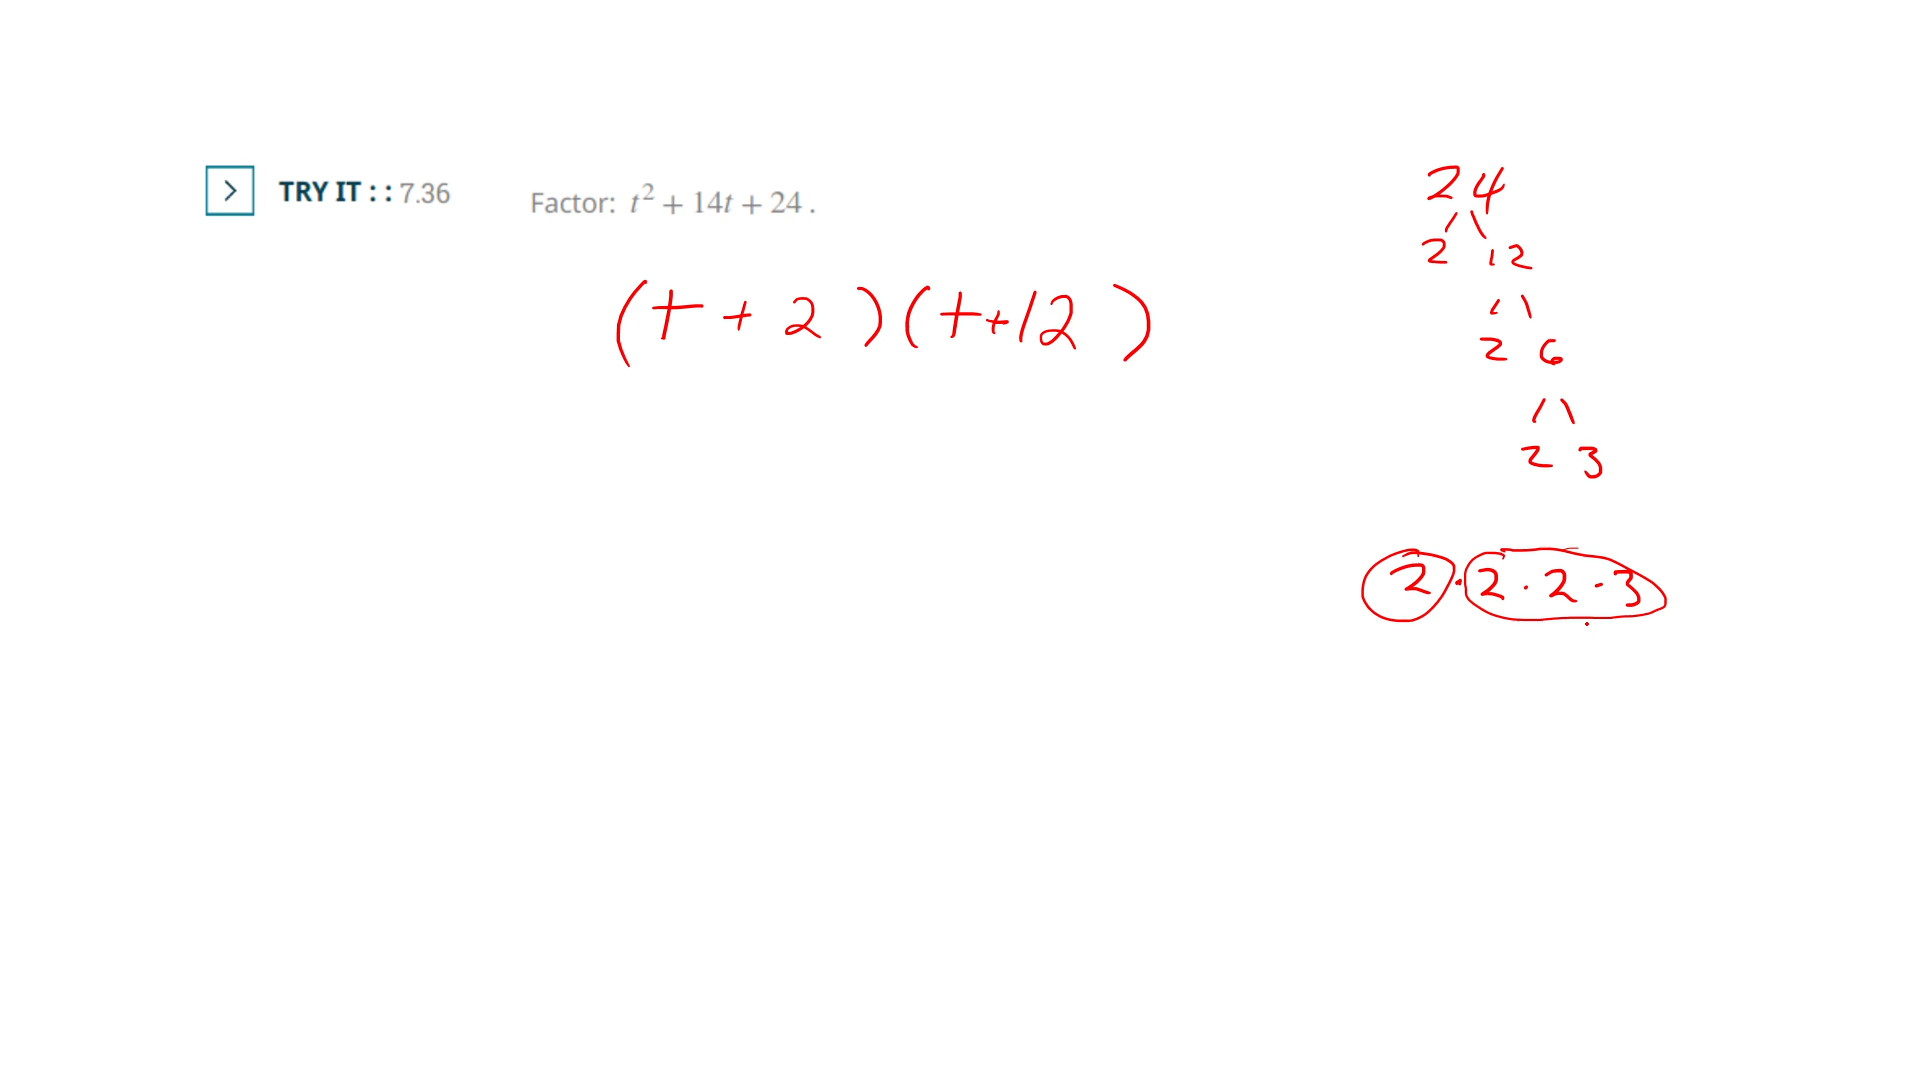 TRY IT : : 7.36 Factor: t² + 14t + 24 .
(t + 2)(t + 12)
24
2 12
2 6
2 3
2 · 2 · 2 · 3